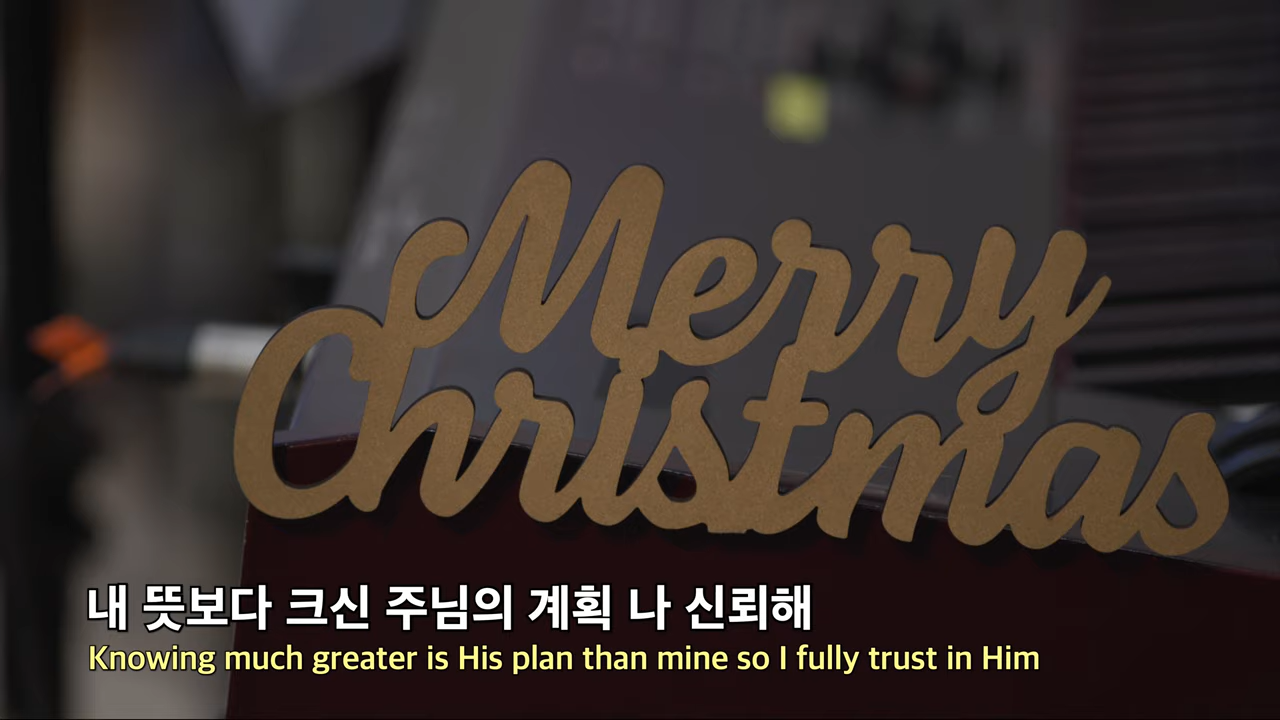 Merry
Christmas
내 뜻보다 크신 주님의 계획 나 신뢰해
Knowing much greater is His plan than mine so I fully trust in Him